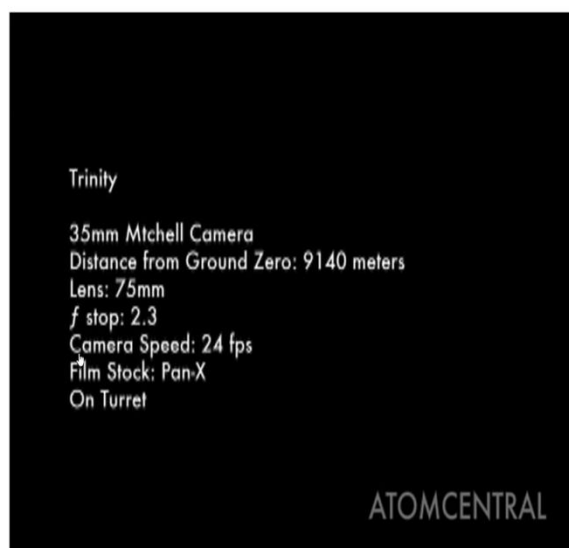 Trinity
35mm Mtchell Camera
Distance from Ground Zero: 9140 meters
Lens: 75mm
ƒ stop: 2.3
Camera Speed: 24 fps
Film Stock: Pan-X
On Turret
ATOMCENTRAL